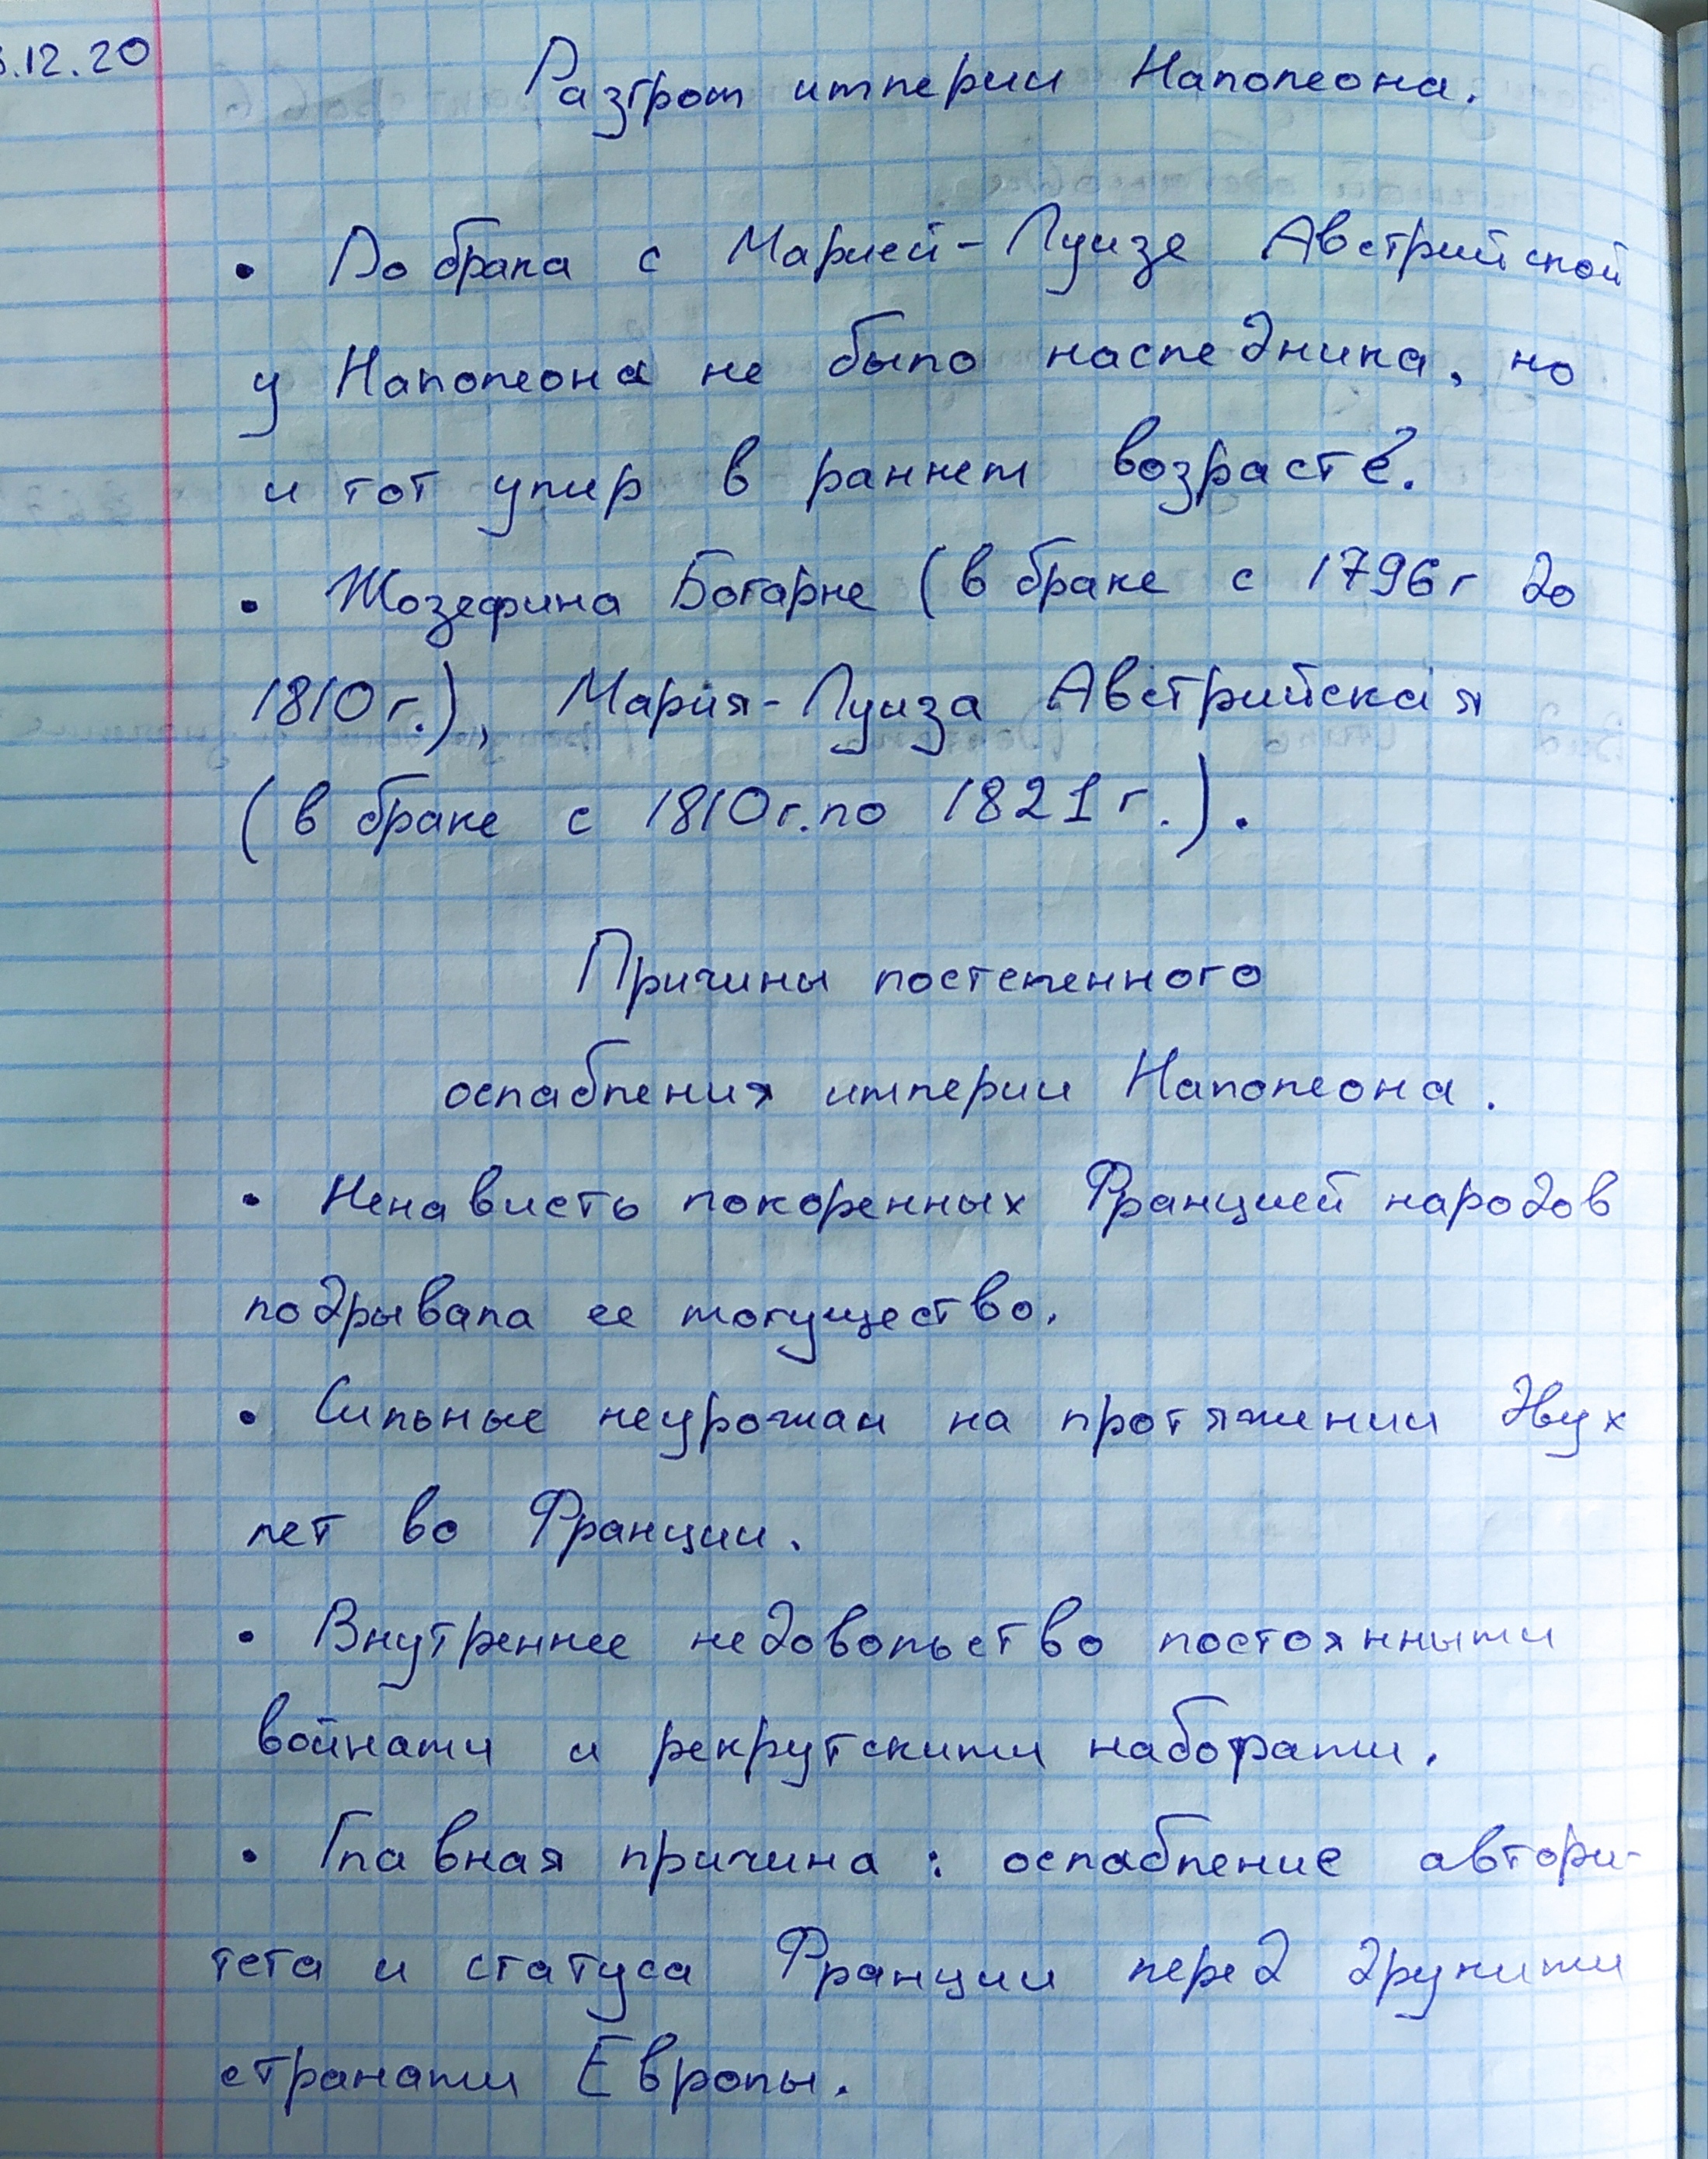 .12.20
Разгром империи Наполеона.
• До брака с Марией-Луизе Австрийской
у Наполеона не было наследника, но
и тот умир в раннем возрасте.
• Жозефина Богарне (в браке с 1796г до
1810г.), Мария-Луиза Австрийская
(в браке с 1810г.по 1821г.).
Причины постепенного
ослабления империи Наполеона.
• Ненависть покоренных Францией народов
подрывала ее могущество.
• Сильные неурожаи на протяжении двух
лет во Франции.
• Внутреннее недовольство постоянными
войнами и рекрутскими наборами.
• Главная причина: ослабление автори-
тета и статуса Франции перед другими
странами Европы.